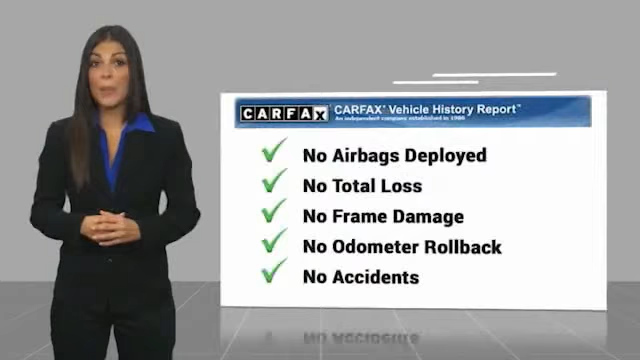 CARFAX CARFAX® Vehicle History Report™
An independent company established in 1986
No Airbags Deployed
No Total Loss
No Frame Damage
No Odometer Rollback
No Accidents